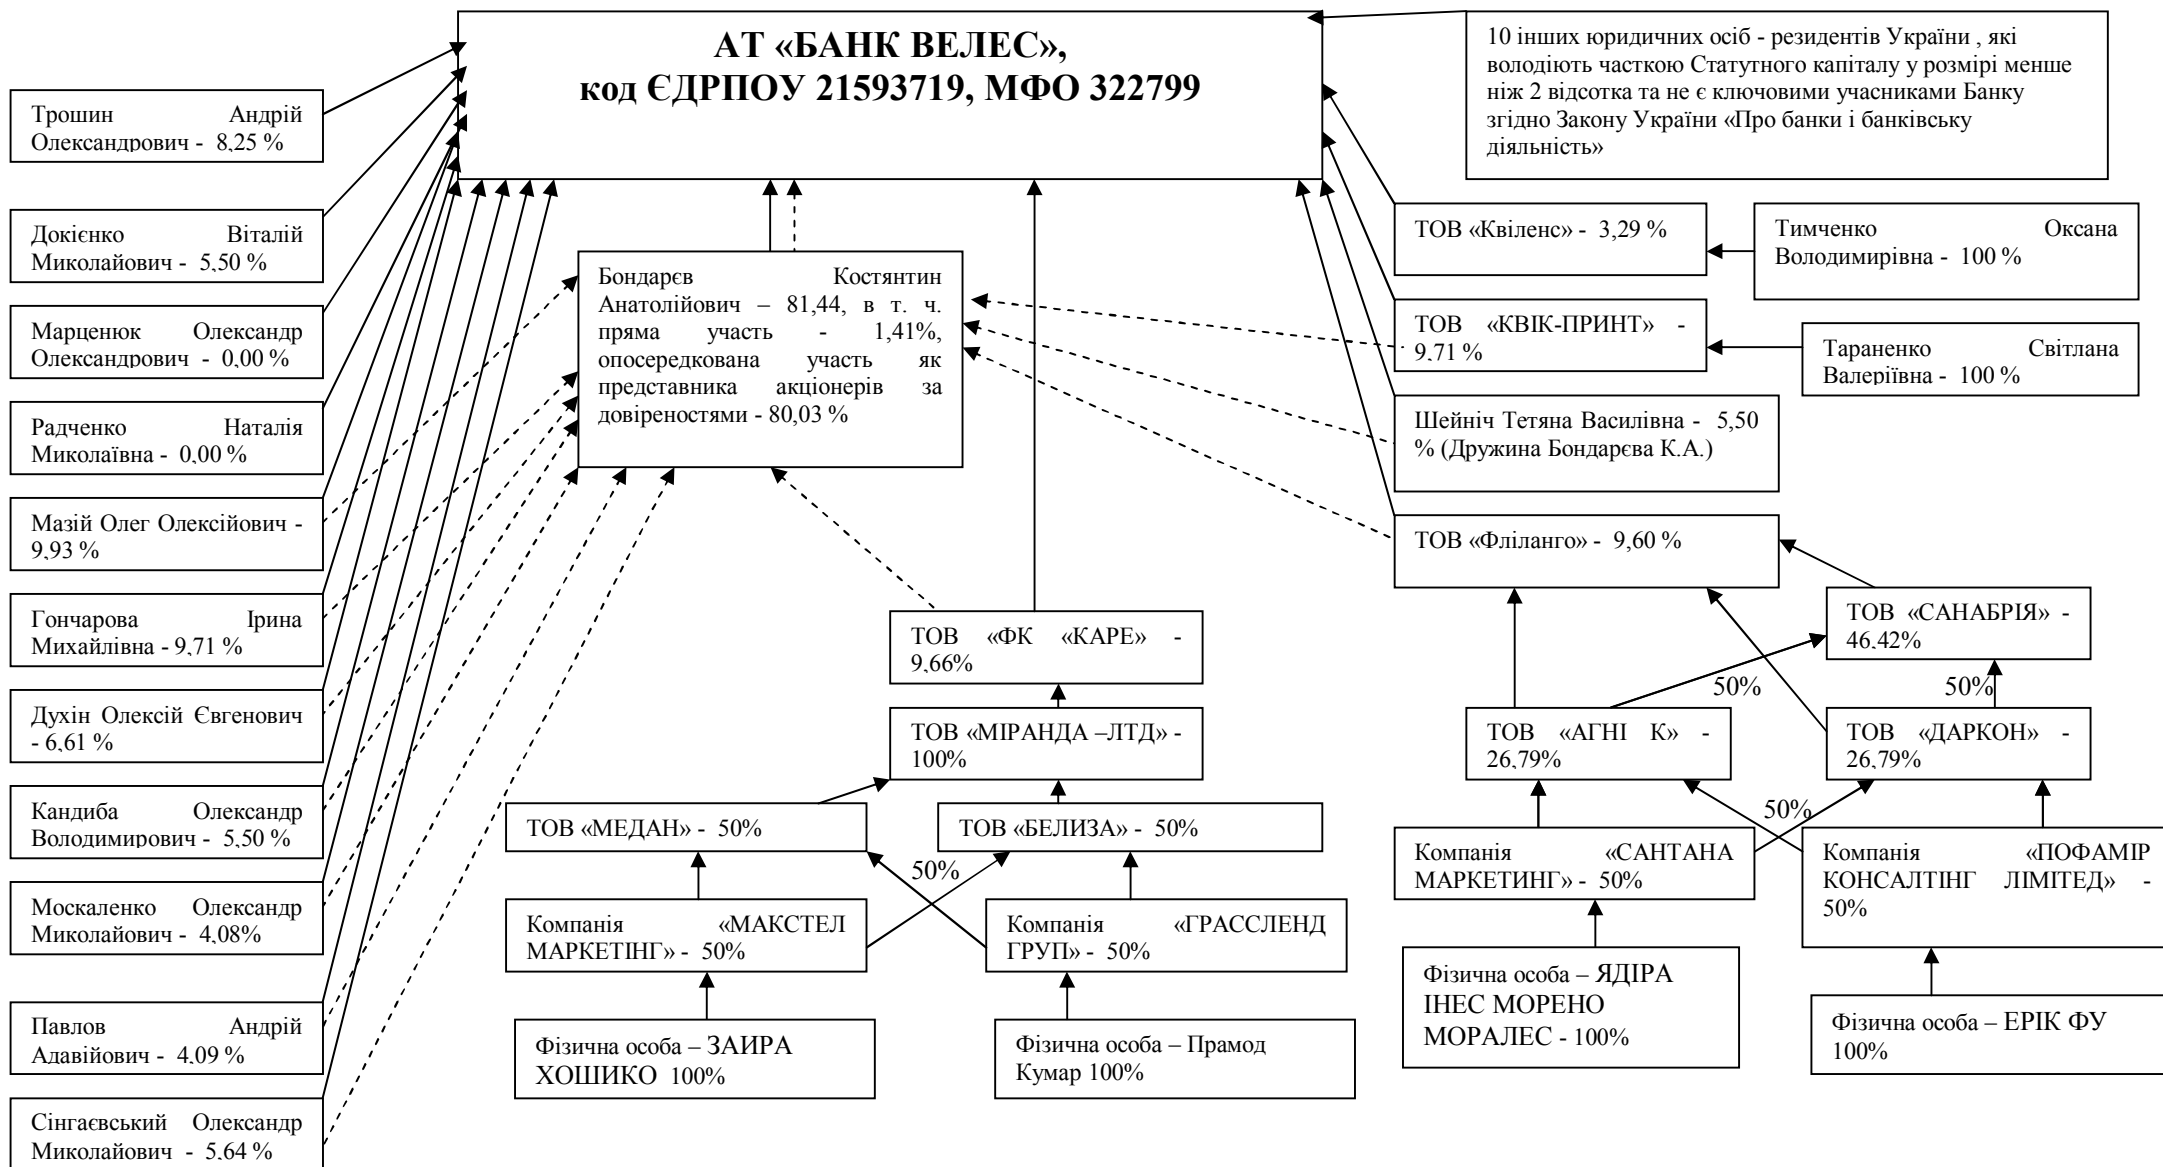 АТ «БАНК ВЕЛЕС»,
код ЄДРПОУ 21593719, МФО 322799
10 інших юридичних осіб - резидентів України , які
володіють часткою Статутного капіталу у розмірі менше
ніж 2 відсотка та не є ключовими учасниками Банку
згідно Закону України «Про банки і банківську
діяльність»
Трошин Андрій
Олександрович - 8,25 %
Докієнко Віталій
Миколайович - 5,50 %
Марценюк Олександр
Олександрович - 0,00 %
Радченко Наталія
Миколаївна - 0,00 %
Мазій Олег Олексійович -
9,93 %
Гончарова Ірина
Михайлівна - 9,71 %
Духін Олексій Євгенович
- 6,61 %
Кандиба Олександр
Володимирович - 5,50 %
Москаленко Олександр
Миколайович - 4,08%
Павлов Андрій
Адавійович - 4,09 %
Сінгаєвський Олександр
Миколайович - 5,64 %
Бондарєв Костянтин
Анатолійович – 81,44, в т. ч.
пряма участь - 1,41%,
опосередкована участь як
представника акціонерів за
довіреностями - 80,03 %
ТОВ «Квіленс» - 3,29 %
Тимченко Оксана
Володимирівна - 100 %
ТОВ «КВІК-ПРИНТ» -
9,71 %
Тараненко Світлана
Валеріївна - 100 %
Шейніч Тетяна Василівна - 5,50
% (Дружина Бондарєва К.А.)
ТОВ «Фліланго» - 9,60 %
ТОВ «САНАБРІЯ» -
46,42%
50%
50%
ТОВ «АГНІ К» -
26,79%
ТОВ «ДАРКОН» -
26,79%
50%
Компанія «САНТАНА
МАРКЕТИНГ» - 50%
Компанія «ПОФАМІР
КОНСАЛТІНГ ЛІМІТЕД» -
50%
Фізична особа – ЯДІРА
ІНЕС МОРЕНО
МОРАЛЕС - 100%
Фізична особа – ЕРІК ФУ
100%
ТОВ «ФК «КАРЕ» -
9,66%
ТОВ «МІРАНДА –ЛТД» -
100%
ТОВ «МЕДАН» - 50%
ТОВ «БЕЛИЗА» - 50%
50%
Компанія «МАКСТЕЛ
МАРКЕТІНГ» - 50%
Компанія «ГРАССЛЕНД
ГРУП» - 50%
Фізична особа – ЗАИРА
ХОШИКО 100%
Фізична особа – Прамод
Кумар 100%